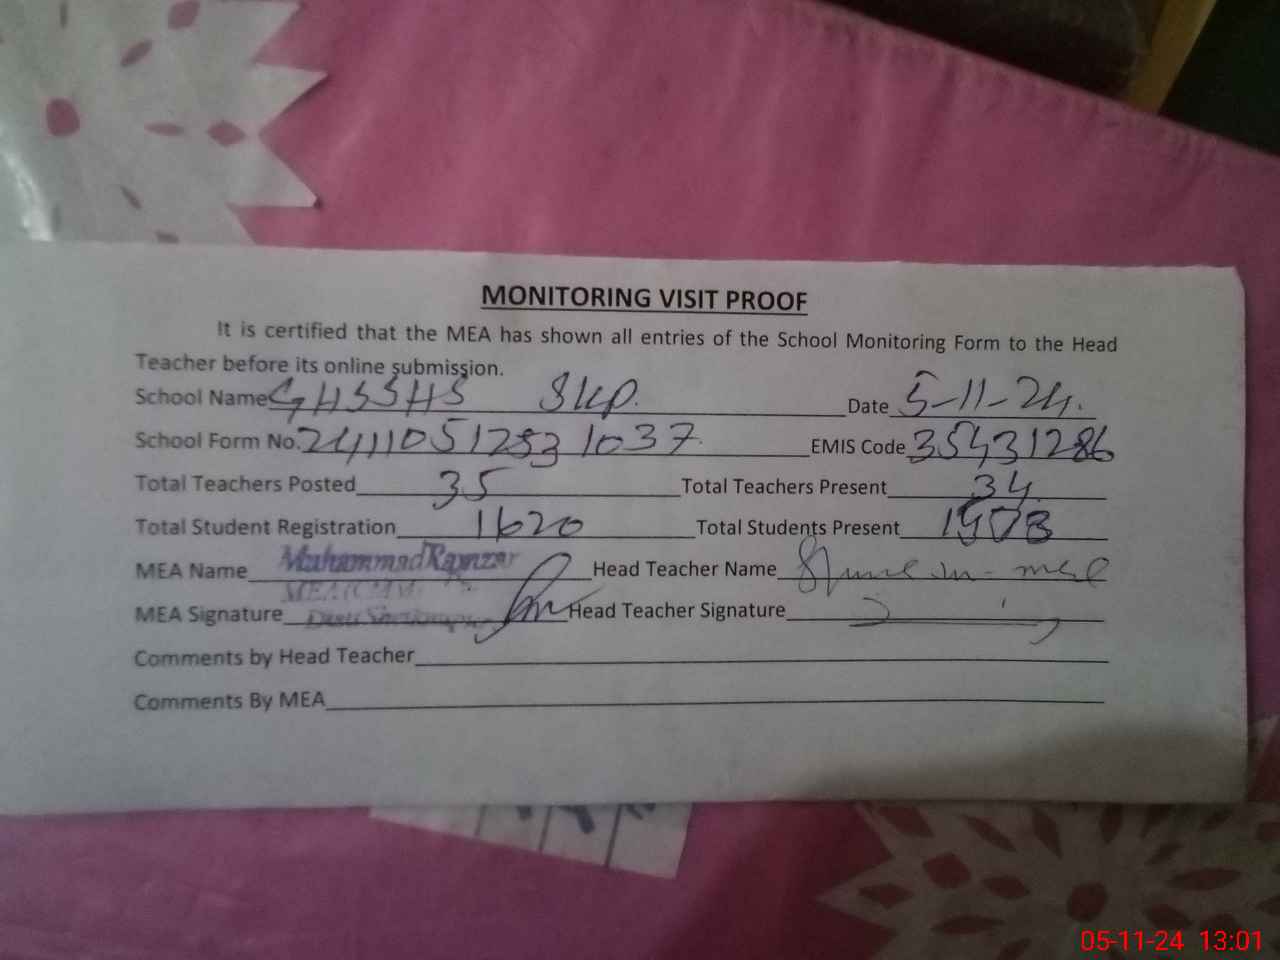 MONITORING VISIT PROOF
It is certified that the MEA has shown all entries of the School Monitoring Form to the Head
Teacher before its online submission.
School Name GHSSHS SKP. Date 5-11-24.
School Form No. 24110512531037 EMIS Code 35431286
Total Teachers Posted 35 Total Teachers Present 34
Total Student Registration 1620 Total Students Present
MEA Name Muhammad Head Teacher Name
MEA Signature Head Teacher Signature
Comments by Head Teacher
Comments By MEA
05-11-24 13:01